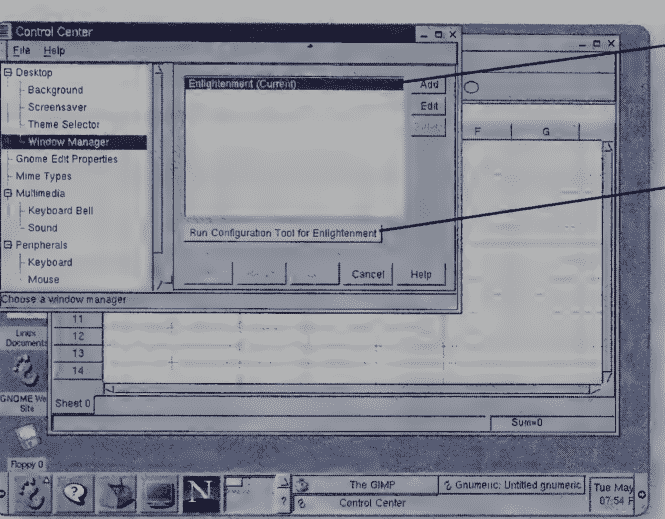 Control Center
File Help
Desktop
Background
Screensaver
Theme Selector
Window Manager
Gnome Edit Properties
Mime Types
Multimedia
Keyboard Bell
Sound
Peripherals
Keyboard
Mouse
Enlightenment (Current)
Add
Edit
Run Configuration Tool for Enlightenment
Cancel Help
Choose a window manager
F G
11
12
13
14
Documents
GNOME We
Site
Floppy 0
Sheet 0
Sum=0
N
?
The GIMP
Gnumeric: Untitled gnumeric
Control Center
Tue May
07:54 P